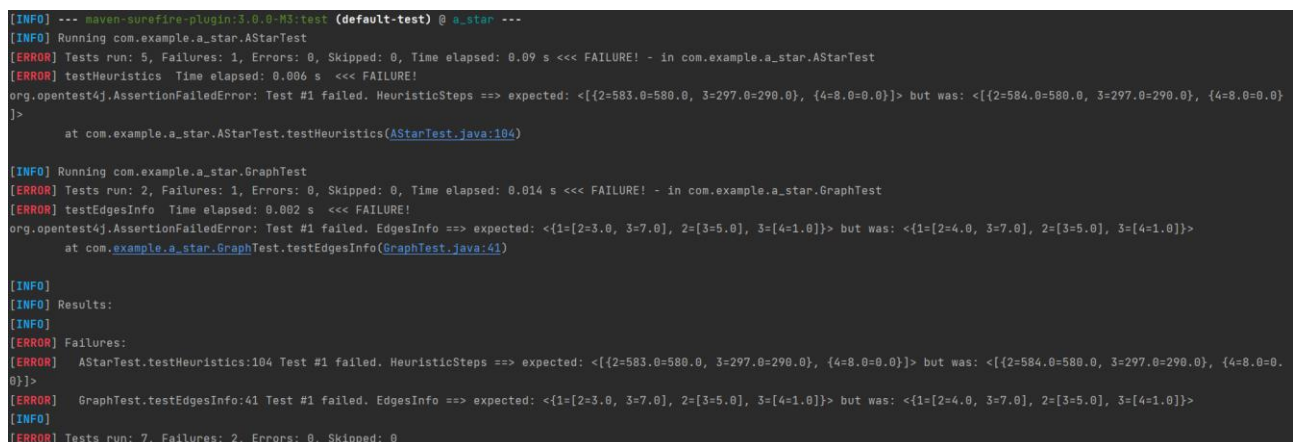 [INFO] --- maven-surefire-plugin:3.0.0-M3:test (default-test) @ a_star ---
[INFO] Running com.example.a_star.AStarTest
[ERROR] Tests run: 5, Failures: 1, Errors: 0, Skipped: 0, Time elapsed: 0.09 s <<< FAILURE! - in com.example.a_star.AStarTest
[ERROR] testHeuristics  Time elapsed: 0.006 s  <<< FAILURE!
org.opentest4j.AssertionFailedError: Test #1 failed. HeuristicSteps ==> expected: <[{2=583.0=580.0, 3=297.0=290.0}, {4=8.0=0.0}]> but was: <[{2=584.0=580.0, 3=297.0=290.0}, {4=8.0=0.0}
]>
at com.example.a_star.AStarTest.testHeuristics(AStarTest.java:104)
[INFO] Running com.example.a_star.GraphTest
[ERROR] Tests run: 2, Failures: 1, Errors: 0, Skipped: 0, Time elapsed: 0.014 s <<< FAILURE! - in com.example.a_star.GraphTest
[ERROR] testEdgesInfo  Time elapsed: 0.002 s  <<< FAILURE!
org.opentest4j.AssertionFailedError: Test #1 failed. EdgesInfo ==> expected: <{1=[2=3.0, 3=7.0], 2=[3=5.0], 3=[4=1.0]}> but was: <{1=[2=4.0, 3=7.0], 2=[3=5.0], 3=[4=1.0]}>
at com.example.a_star.GraphTest.testEdgesInfo(GraphTest.java:41)
[INFO]
[INFO] Results:
[INFO]
[ERROR] Failures:
[ERROR]   AStarTest.testHeuristics:104 Test #1 failed. HeuristicSteps ==> expected: <[{2=583.0=580.0, 3=297.0=290.0}, {4=8.0=0.0}]> but was: <[{2=584.0=580.0, 3=297.0=290.0}, {4=8.0=0.
0}]>
[ERROR]   GraphTest.testEdgesInfo:41 Test #1 failed. EdgesInfo ==> expected: <{1=[2=3.0, 3=7.0], 2=[3=5.0], 3=[4=1.0]}> but was: <{1=[2=4.0, 3=7.0], 2=[3=5.0], 3=[4=1.0]}>
[INFO]
[ERROR] Tests run: 7, Failures: 2, Errors: 0, Skipped: 0